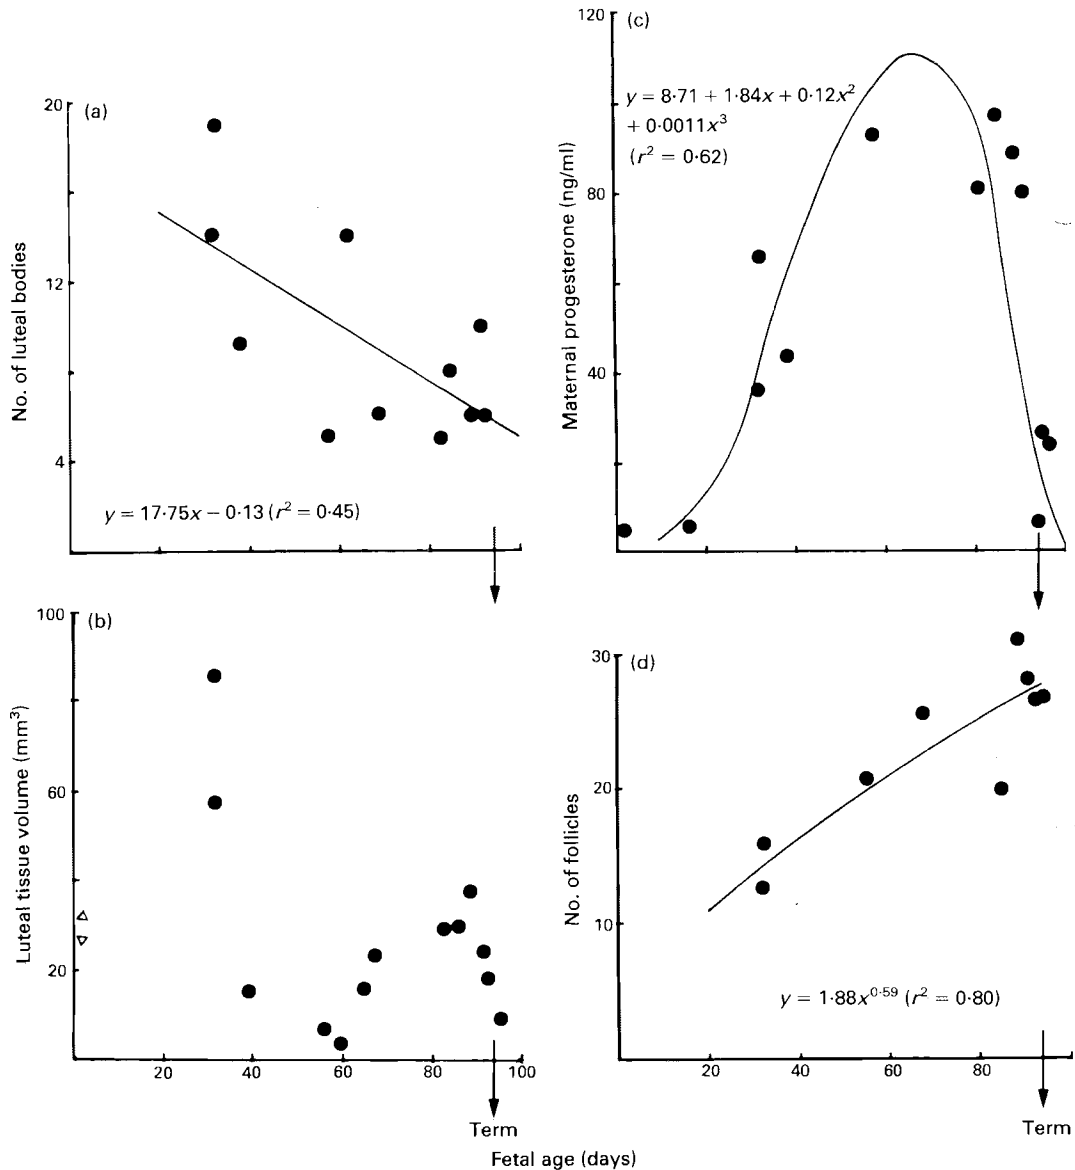 (a)
20
12
4
No. of luteal bodies
y = 17·75x − 0·13 (r² = 0·45)
(b)
100
60
20
Luteal tissue volume (mm³)
20
40
60
80
100
Term
(c)
120
80
40
Maternal progesterone (ng/ml)
y = 8·71 + 1·84x + 0·12x²
+ 0·0011x³
(r² = 0·62)
(d)
30
20
10
No. of follicles
y = 1·88x⁰·⁵⁹ (r² = 0·80)
20
40
60
80
Term
Fetal age (days)